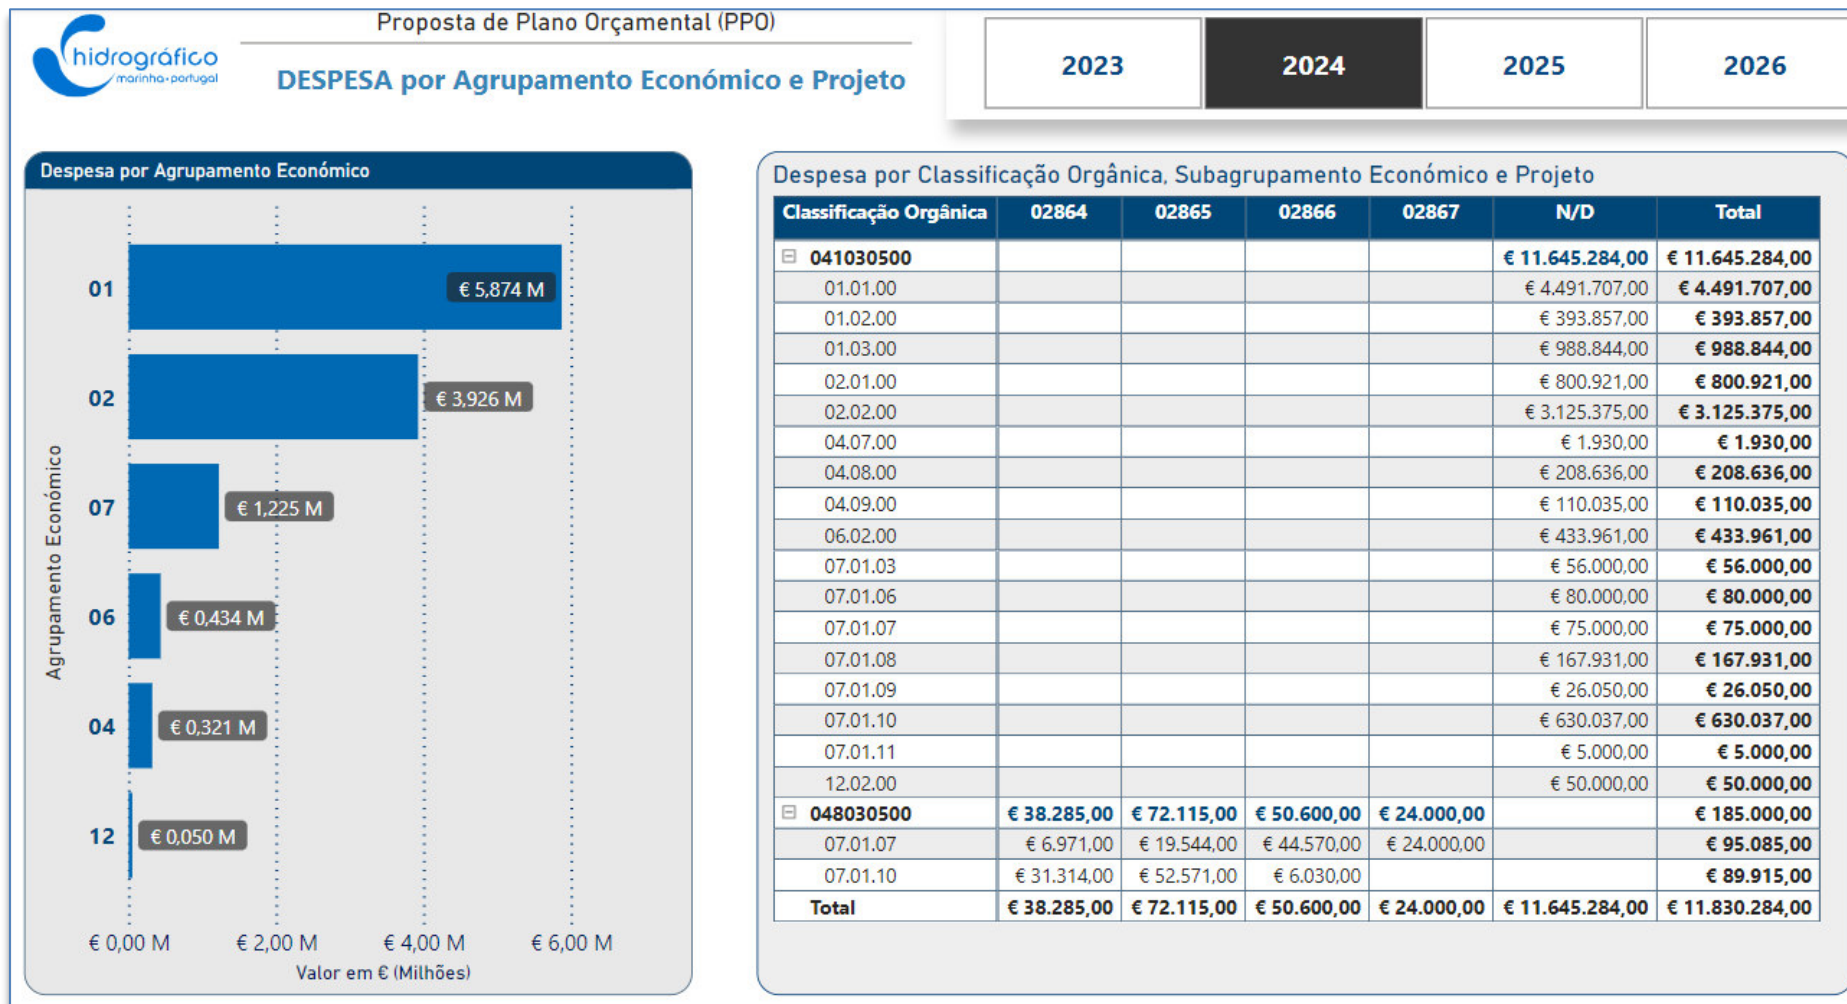 hidrográfico
marinha-portugal
Proposta de Plano Orçamental (PPO)
DESPESA por Agrupamento Económico e Projeto
2023 2024 2025 2026
Despesa por Agrupamento Económico
Agrupamento Económico
01 € 5,874 M
02 € 3,926 M
07 € 1,225 M
06 € 0,434 M
04 € 0,321 M
12 € 0,050 M
€ 0,00 M € 2,00 M € 4,00 M € 6,00 M
Valor em € (Milhões)
Despesa por Classificação Orgânica, Subagrupamento Económico e Projeto
Classificação Orgânica 02864 02865 02866 02867 N/D Total
041030500 € 11.645.284,00 € 11.645.284,00
01.01.00 € 4.491.707,00 € 4.491.707,00
01.02.00 € 393.857,00 € 393.857,00
01.03.00 € 988.844,00 € 988.844,00
02.01.00 € 800.921,00 € 800.921,00
02.02.00 € 3.125.375,00 € 3.125.375,00
04.07.00 € 1.930,00 € 1.930,00
04.08.00 € 208.636,00 € 208.636,00
04.09.00 € 110.035,00 € 110.035,00
06.02.00 € 433.961,00 € 433.961,00
07.01.03 € 56.000,00 € 56.000,00
07.01.06 € 80.000,00 € 80.000,00
07.01.07 € 75.000,00 € 75.000,00
07.01.08 € 167.931,00 € 167.931,00
07.01.09 € 26.050,00 € 26.050,00
07.01.10 € 630.037,00 € 630.037,00
07.01.11 € 5.000,00 € 5.000,00
12.02.00 € 50.000,00 € 50.000,00
048030500 € 38.285,00 € 72.115,00 € 50.600,00 € 24.000,00 € 185.000,00
07.01.07 € 6.971,00 € 19.544,00 € 44.570,00 € 24.000,00 € 95.085,00
07.01.10 € 31.314,00 € 52.571,00 € 6.030,00 € 89.915,00
Total € 38.285,00 € 72.115,00 € 50.600,00 € 24.000,00 € 11.645.284,00 € 11.830.284,00